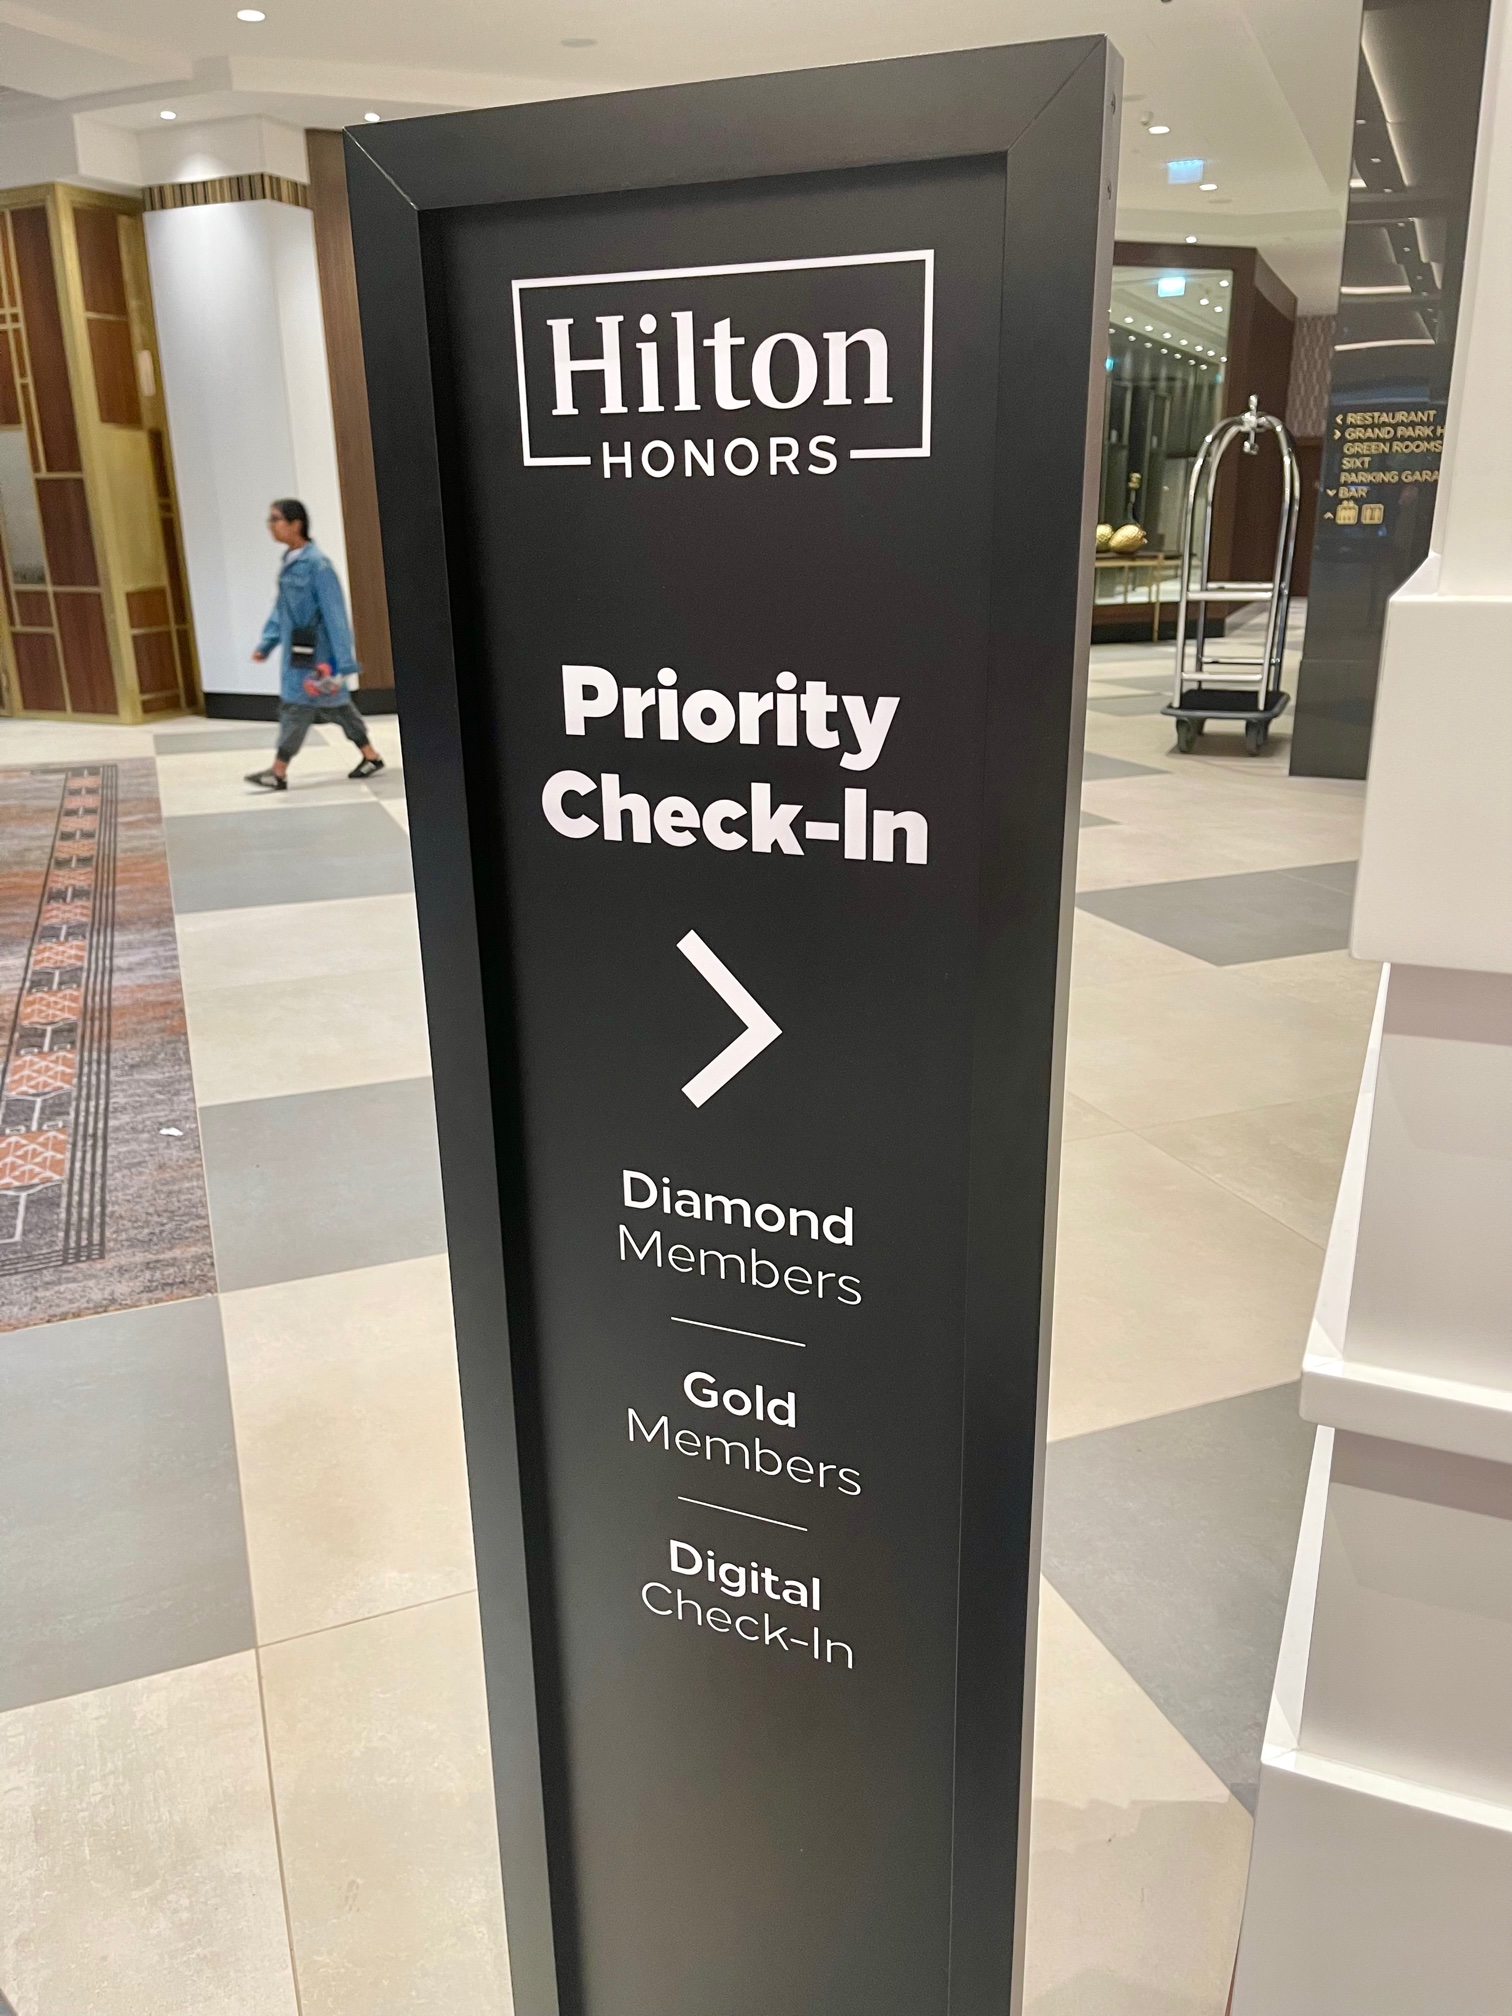 Hilton
HONORS
Priority
Check-In
Diamond
Members
Gold
Members
Digital
Check-In
RESTAURANT
GRAND PARK
GREEN ROOMS
SIXT
PARKING
BAR